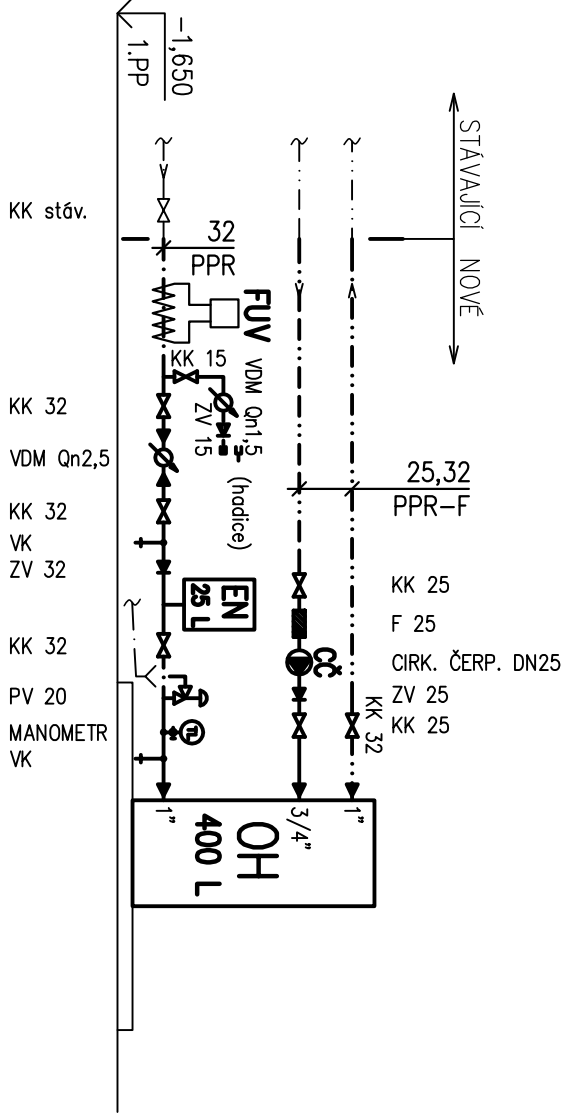 -1,650
1.PP
STÁVAJÍCÍ NOVÉ
KK stáv.
32
PPR
FUV
KK 15
VDM Qn1,5
ZV 15
(hadice)
KK 32
VDM Qn2,5
KK 32
VK
ZV 32
EN
25 L
KK 32
PV 20
MANOMETR
TL
VK
25,32
PPR-F
KK 25
F 25
CIRK. ČERP. DN25
CČ
ZV 25
KK 25
KK 32
1"
3/4"
1"
OH
400 L